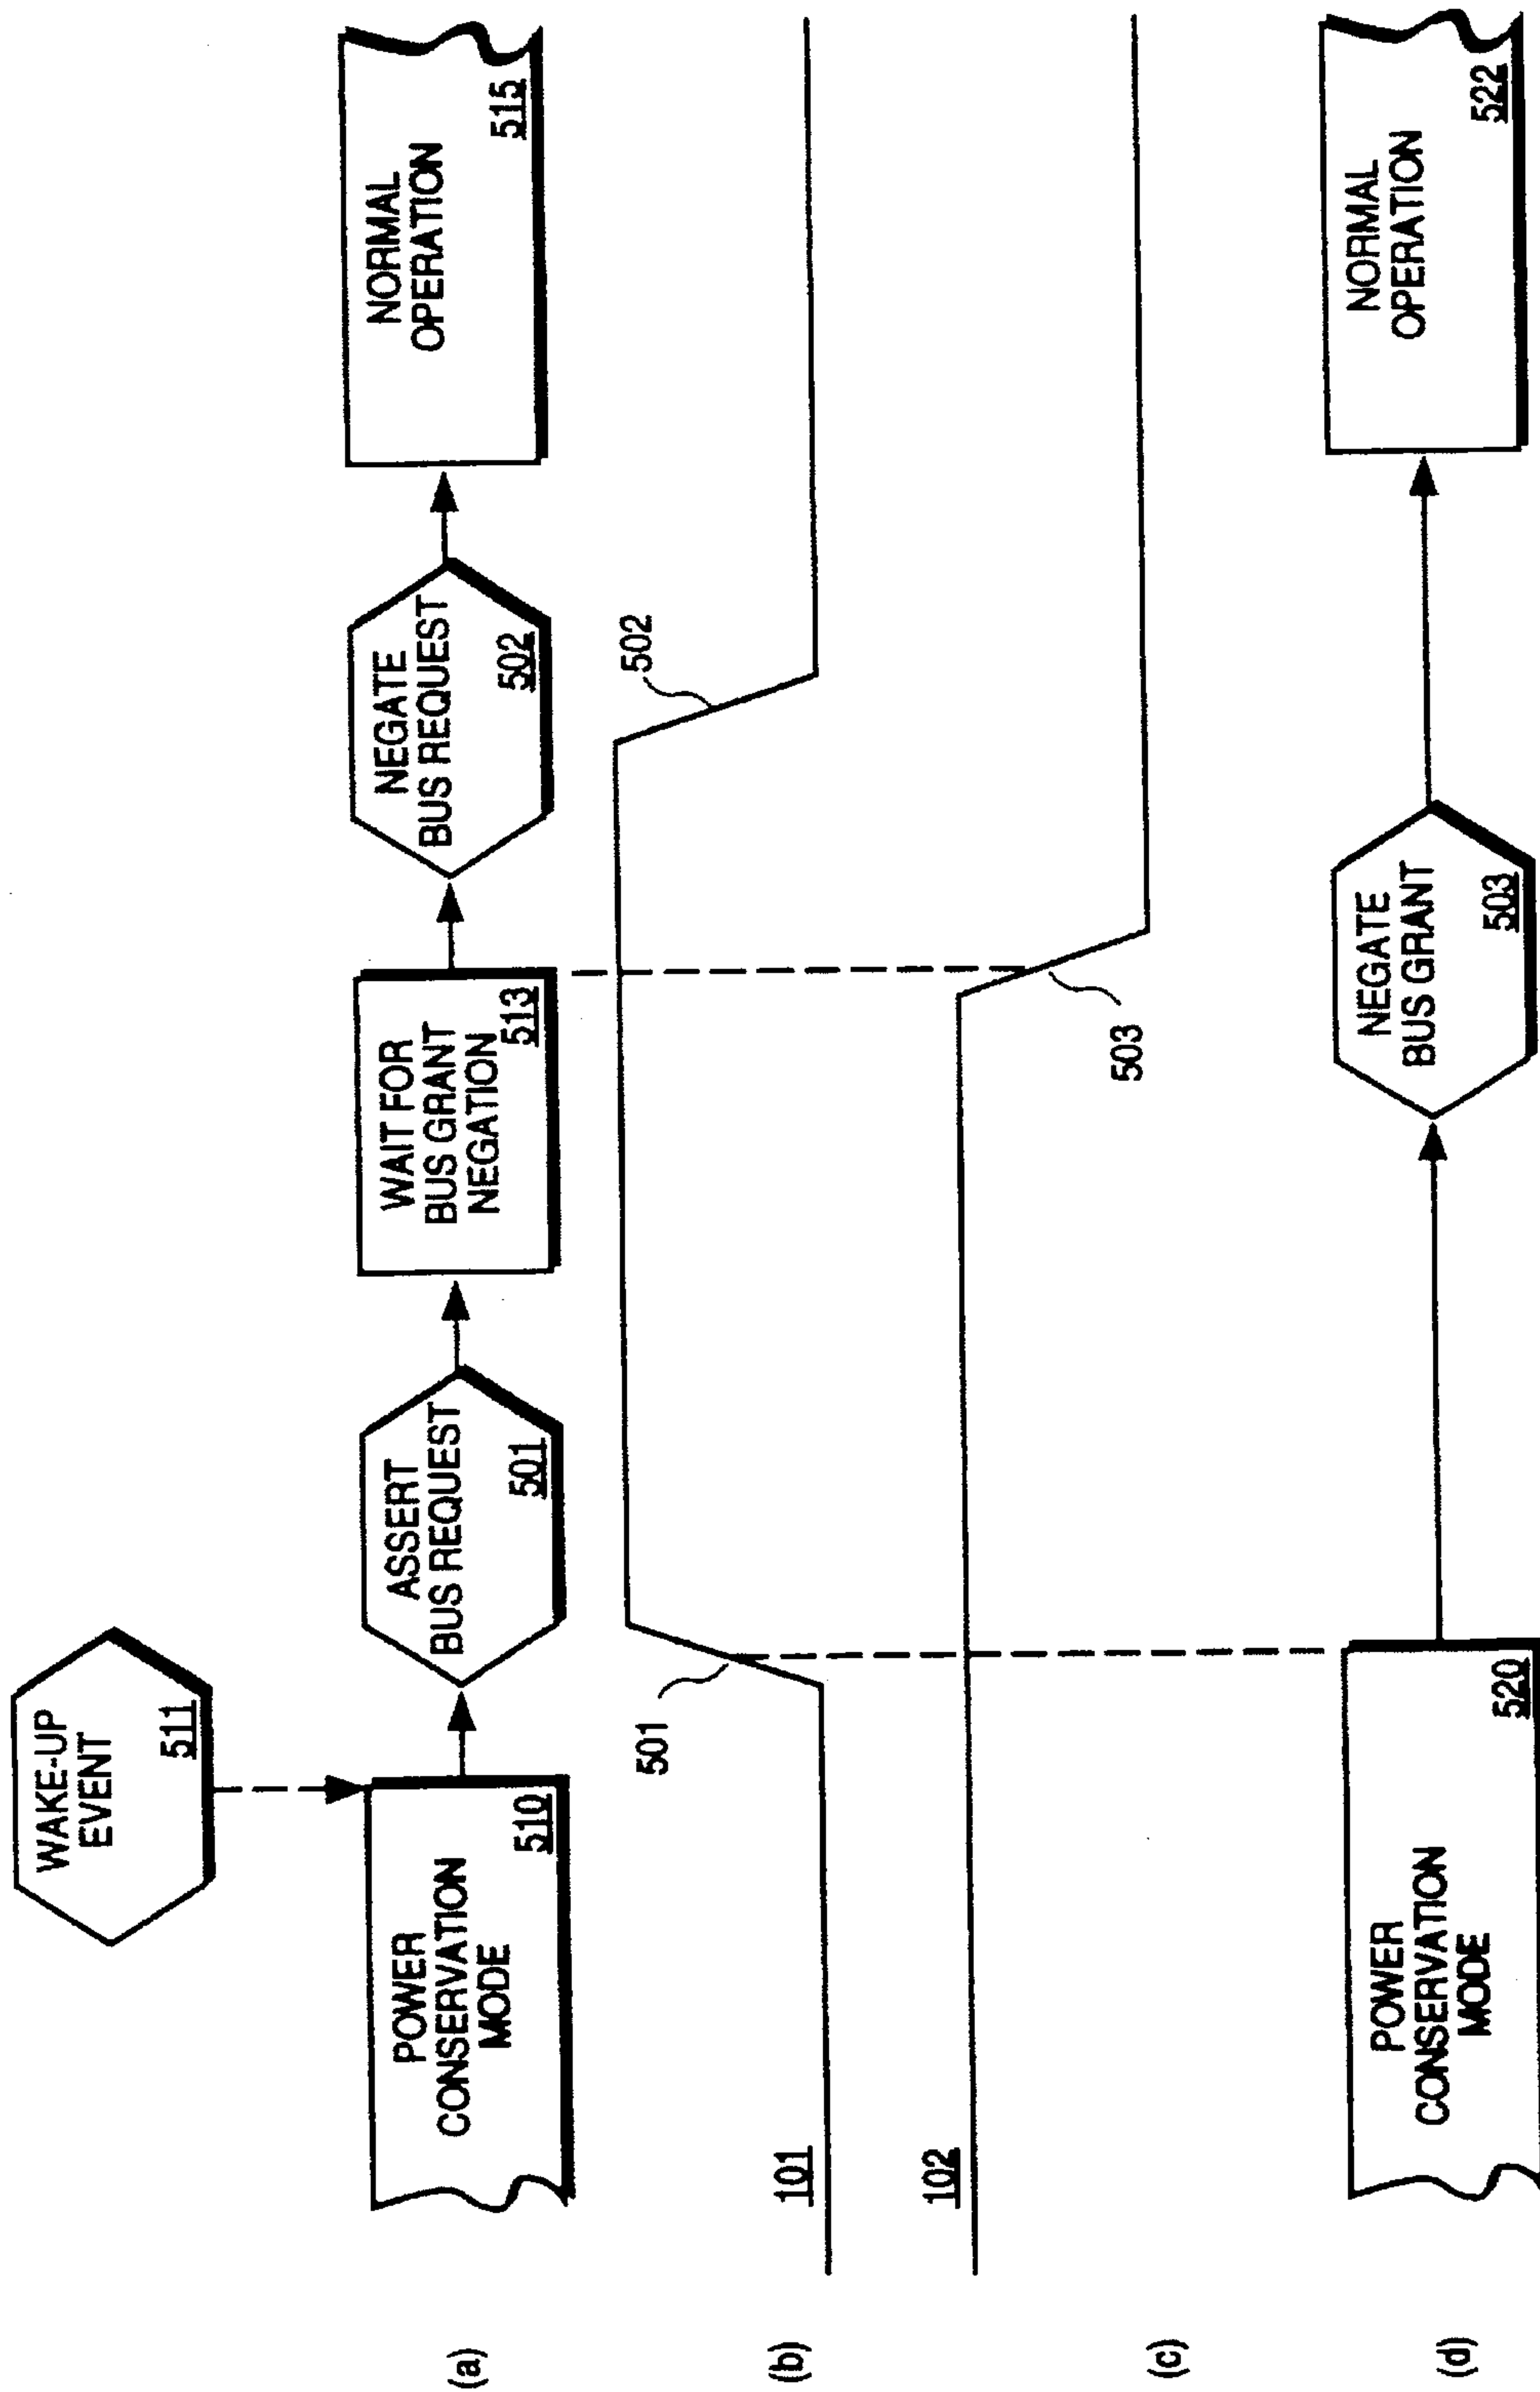 WAKE-UP
EVENT
511
(a)
POWER
CONSERVATION
MODE
510
ASSERT
BUS REQUEST
501
WAIT FOR
BUS GRANT
NEGATION
513
NEGATE
BUS REQUEST
502
NORMAL
OPERATION
515
(b)
101
501
502
(c)
102
503
(d)
POWER
CONSERVATION
MODE
520
NEGATE
BUS GRANT
503
NORMAL
OPERATION
522